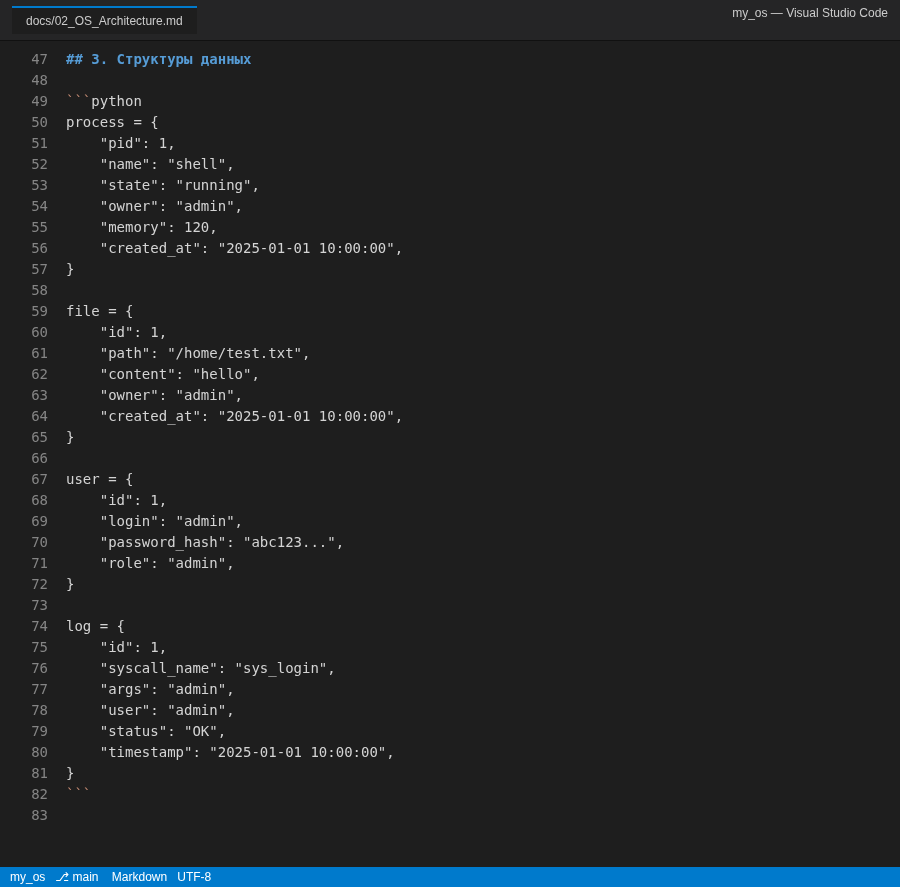 docs/02_OS_Architecture.md
my_os — Visual Studio Code
47 ## 3. Структуры данных
48
49 ```python
50 process = {
51     "pid": 1,
52     "name": "shell",
53     "state": "running",
54     "owner": "admin",
55     "memory": 120,
56     "created_at": "2025-01-01 10:00:00",
57 }
58
59 file = {
60     "id": 1,
61     "path": "/home/test.txt",
62     "content": "hello",
63     "owner": "admin",
64     "created_at": "2025-01-01 10:00:00",
65 }
66
67 user = {
68     "id": 1,
69     "login": "admin",
70     "password_hash": "abc123...",
71     "role": "admin",
72 }
73
74 log = {
75     "id": 1,
76     "syscall_name": "sys_login",
77     "args": "admin",
78     "user": "admin",
79     "status": "OK",
80     "timestamp": "2025-01-01 10:00:00",
81 }
82 ```
83
my_os ⎇ main Markdown UTF-8